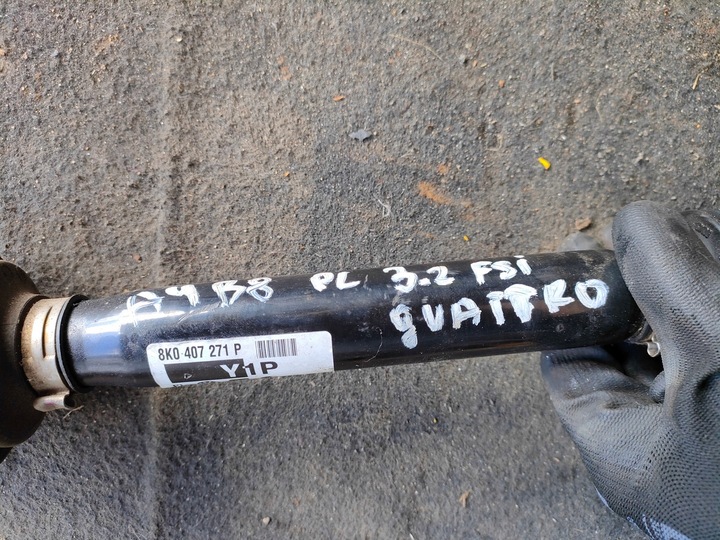 A4 B8 PL 3.2 FSi
qUATTRO
8K0 407 271 P
Y1P